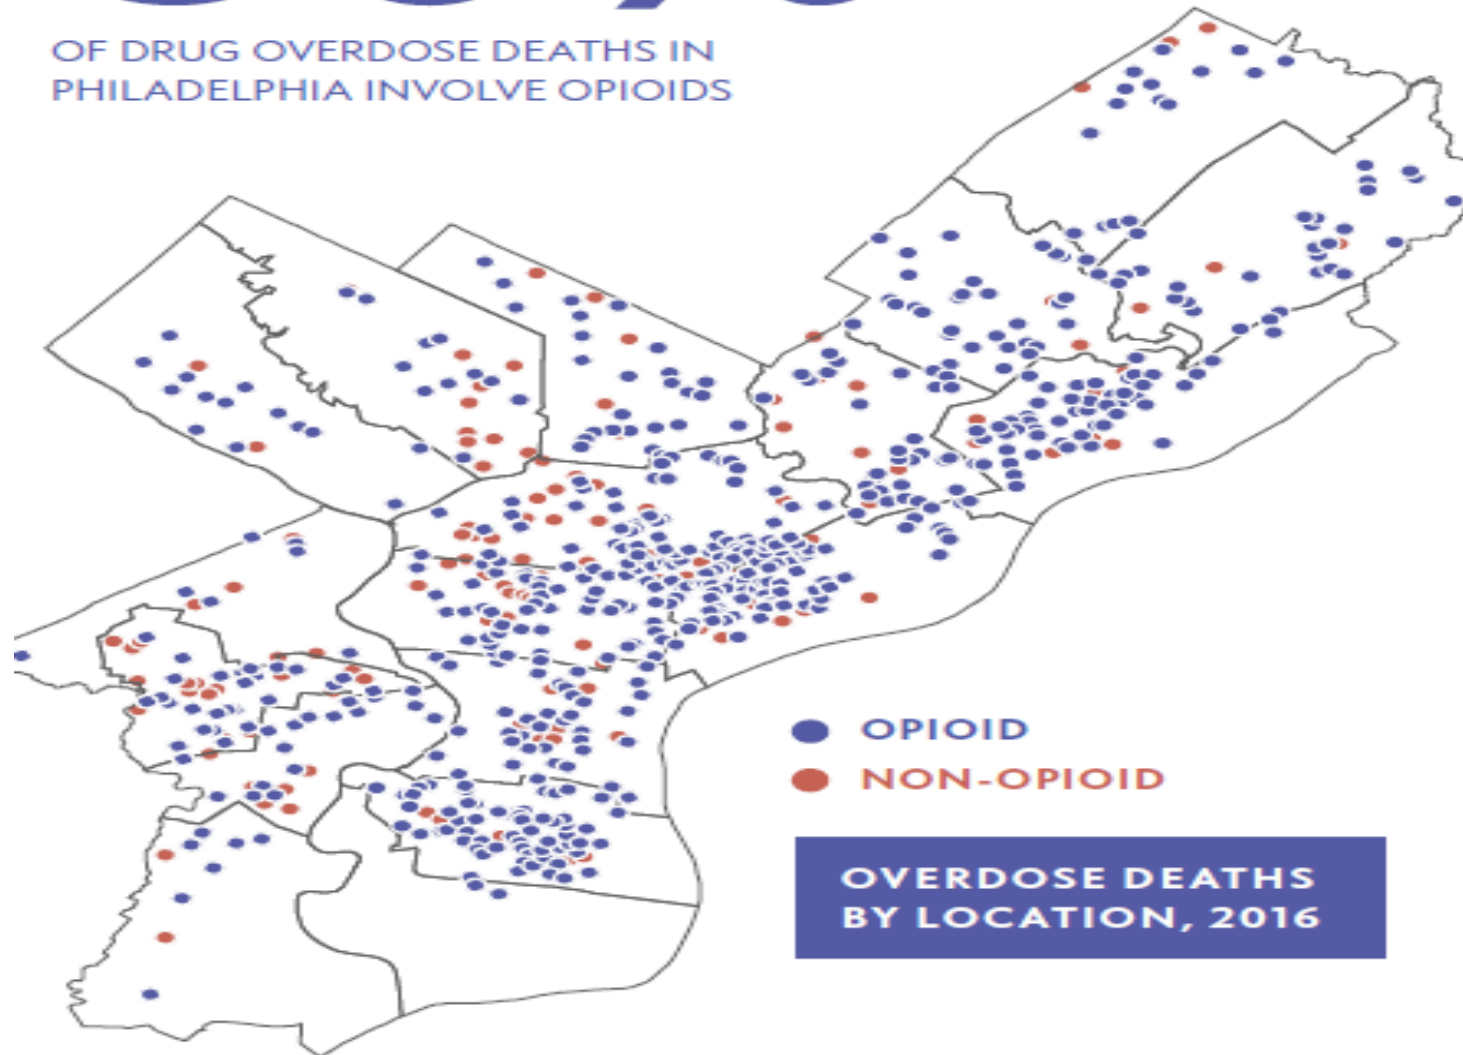 OF DRUG OVERDOSE DEATHS IN
PHILADELPHIA INVOLVE OPIOIDS
OPIOID
NON-OPIOID
OVERDOSE DEATHS
BY LOCATION, 2016